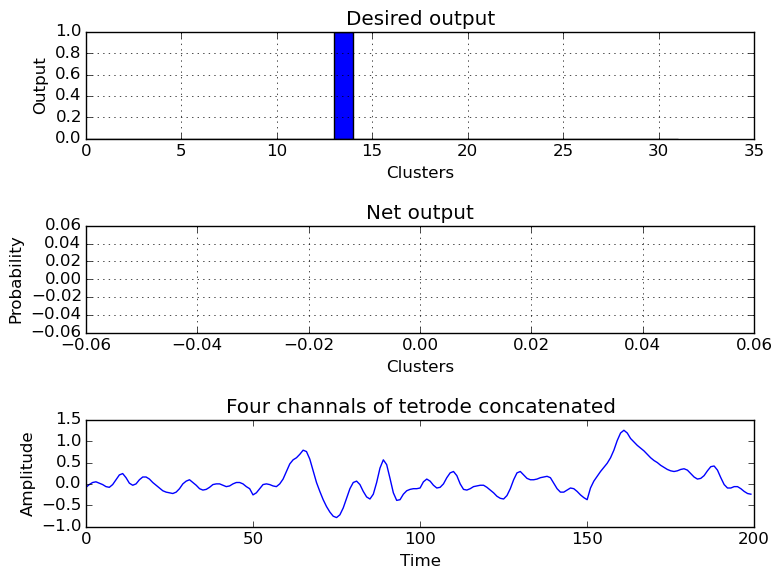 Desired output
1.0
0.8
0.6
0.4
0.2
0.0
Output
0 5 10 15 20 25 30 35
Clusters
Net output
0.06
0.04
0.02
0.00
−0.02
−0.04
−0.06
Probability
−0.06 −0.04 −0.02 0.00 0.02 0.04 0.06
Clusters
Four channels of tetrode concatenated
1.5
1.0
0.5
0.0
−0.5
−1.0
Amplitude
0 50 100 150 200
Time